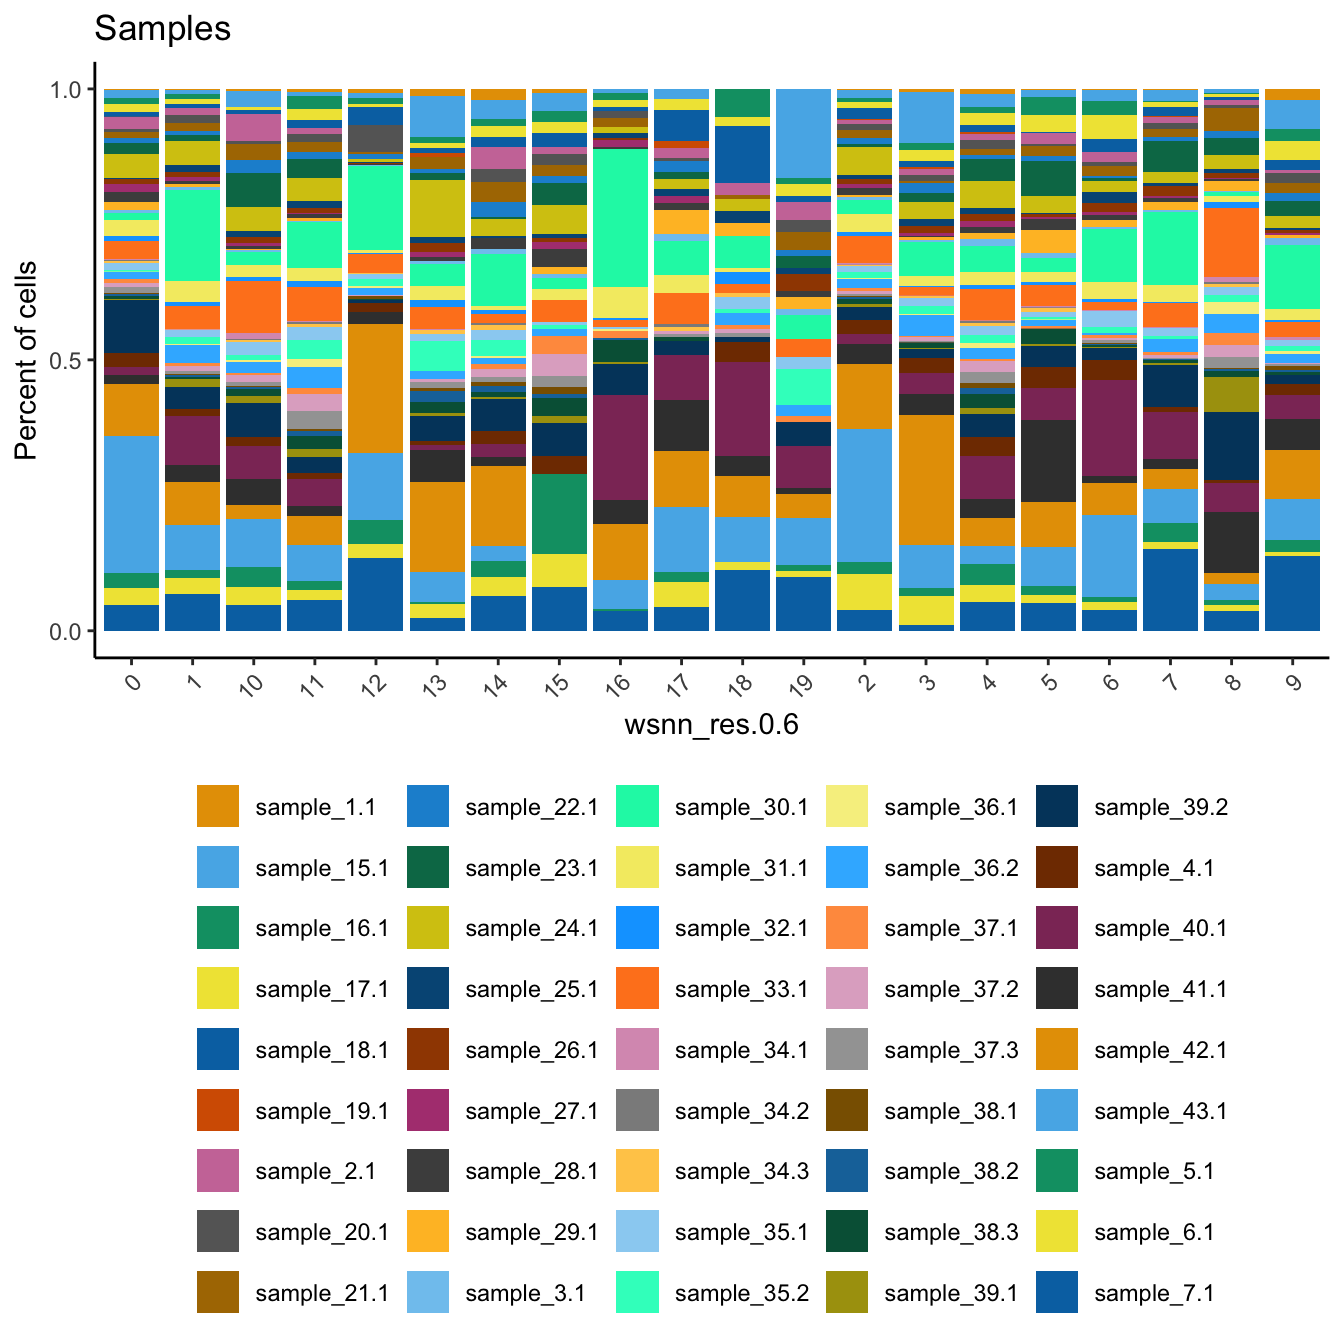 Samples
1.0
0.5
0.0
Percent of cells
0 1 10 11 12 13 14 15 16 17 18 19 2 3 4 5 6 7 8 9
wsnn_res.0.6
sample_1.1 sample_22.1 sample_30.1 sample_36.1 sample_39.2
sample_15.1 sample_23.1 sample_31.1 sample_36.2 sample_4.1
sample_16.1 sample_24.1 sample_32.1 sample_37.1 sample_40.1
sample_17.1 sample_25.1 sample_33.1 sample_37.2 sample_41.1
sample_18.1 sample_26.1 sample_34.1 sample_37.3 sample_42.1
sample_19.1 sample_27.1 sample_34.2 sample_38.1 sample_43.1
sample_2.1 sample_28.1 sample_34.3 sample_38.2 sample_5.1
sample_20.1 sample_29.1 sample_35.1 sample_38.3 sample_6.1
sample_21.1 sample_3.1 sample_35.2 sample_39.1 sample_7.1